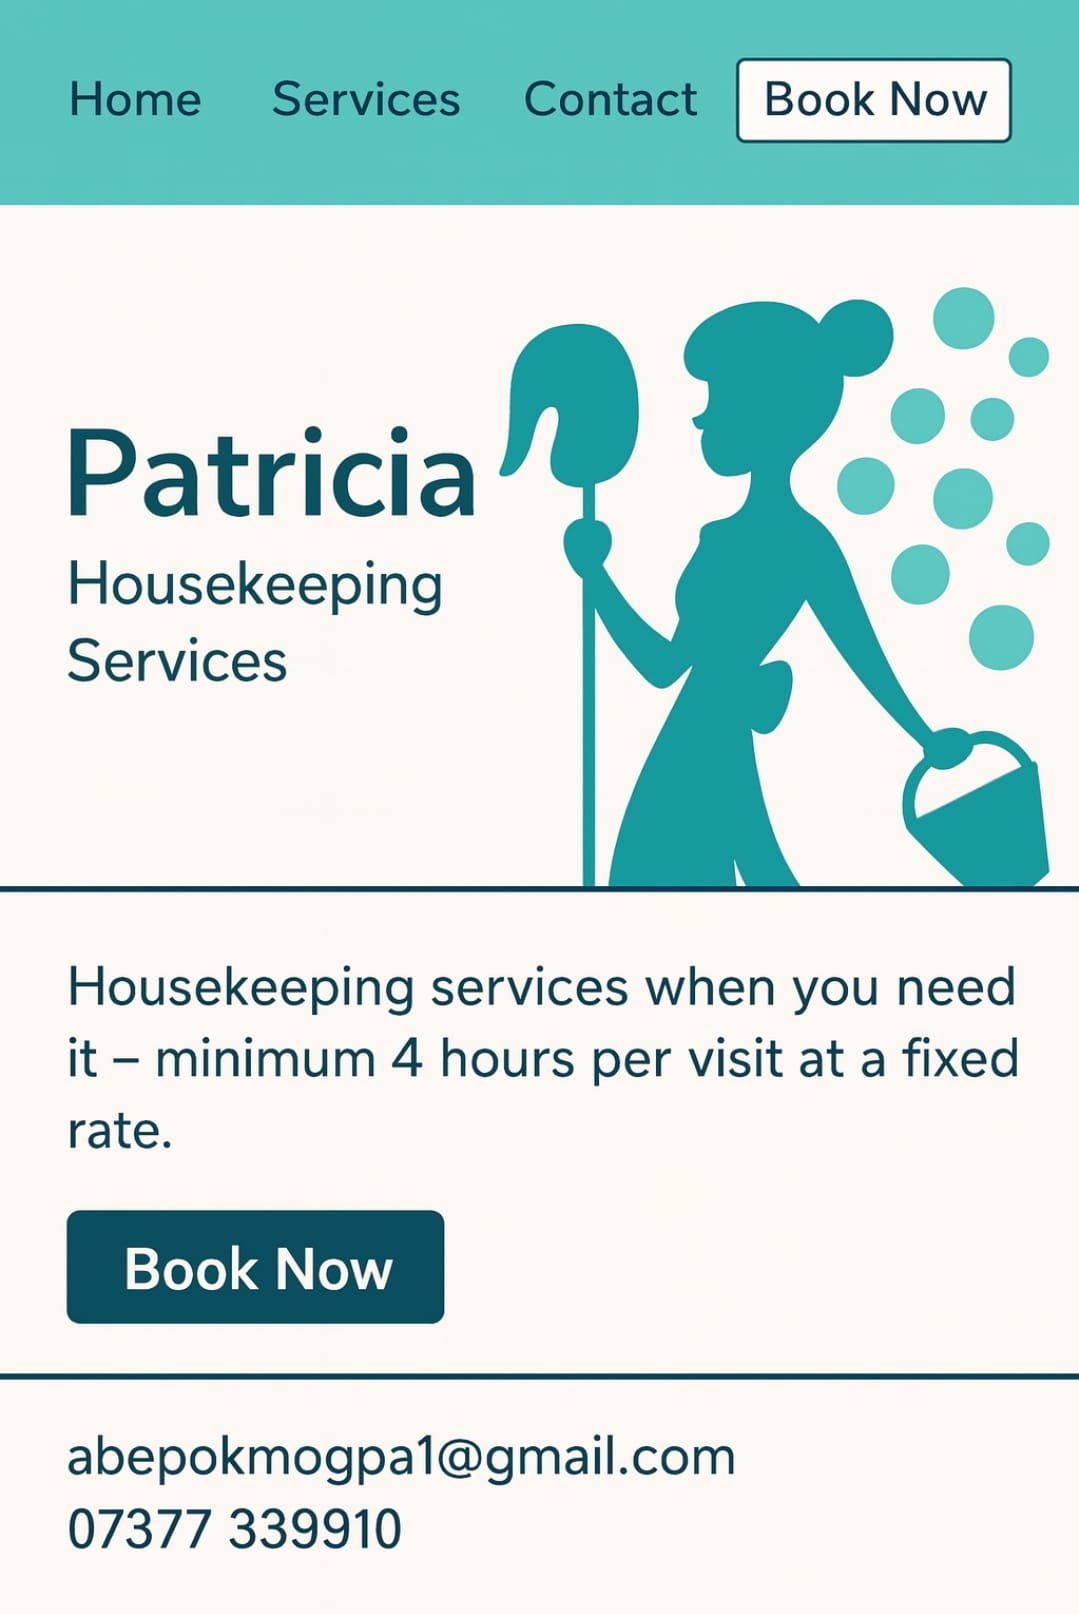 Home Services Contact Book Now
Patricia
Housekeeping
Services
Housekeeping services when you need
it – minimum 4 hours per visit at a fixed
rate.
Book Now
abepokmogpa1@gmail.com
07377 339910